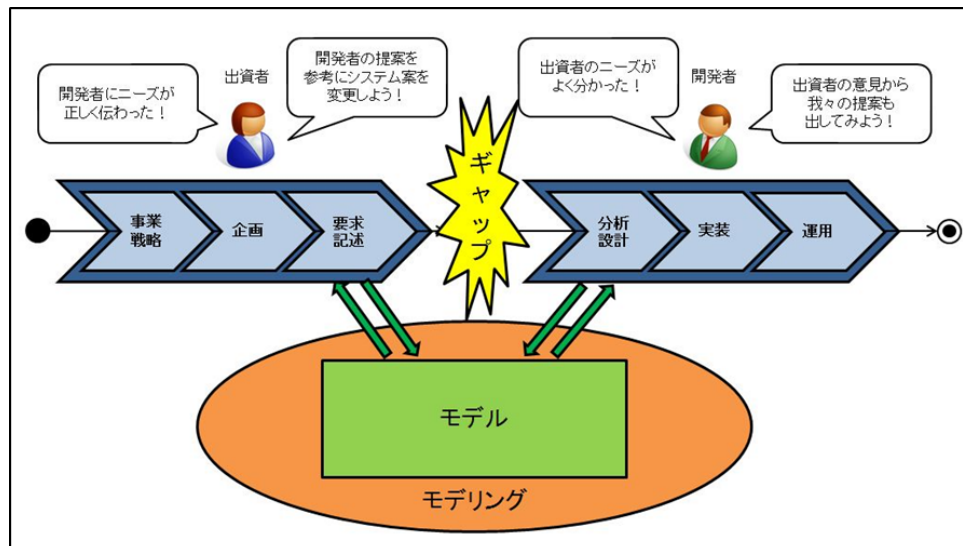 出資者
開発者にニーズが
正しく伝わった！
開発者の提案を
参考にシステム案を
変更しよう！
出資者のニーズが
よく分かった！
開発者
出資者の意見から
我々の提案も
出してみよう！
ギャップ
事業
戦略
企画
要求
記述
分析
設計
実装
運用
モデル
モデリング